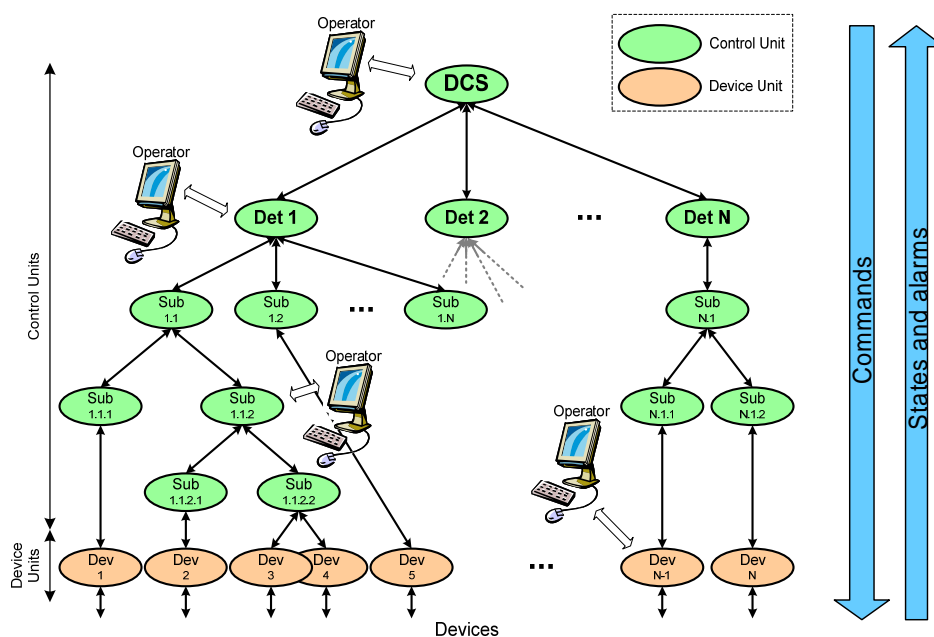 Operator
DCS
Control Unit
Device Unit
Operator
Det 1
Det 2
...
Det N
Sub
1.1
Sub
1.2
...
Sub
1.N
Sub
N.1
Operator
Sub
1.1.1
Sub
1.1.2
Operator
Sub
N.1.1
Sub
N.1.2
Sub
1.1.2.1
Sub
1.1.2.2
Dev
1
Dev
2
Dev
3
Dev
4
Dev
5
...
Dev
N-1
Dev
N
Devices
Control Units
Device
Units
Commands
States and alarms